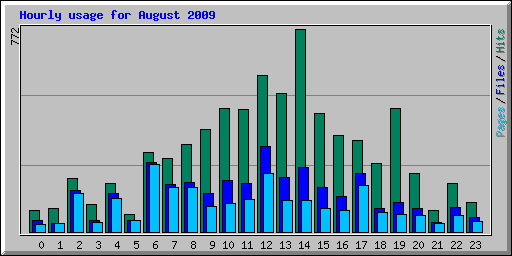 Hourly usage for August 2009
772
Pages / Files / Hits
0 1 2 3 4 5 6 7 8 9 10 11 12 13 14 15 16 17 18 19 20 21 22 23